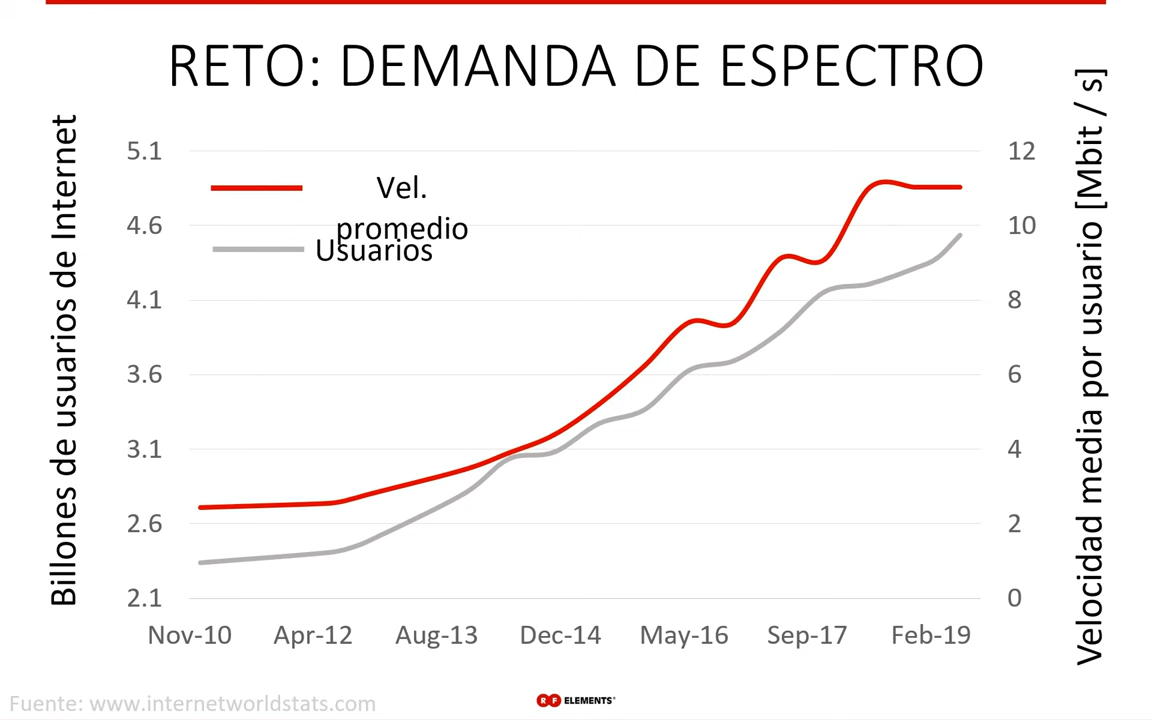 RETO: DEMANDA DE ESPECTRO
Billones de usuarios de Internet
Velocidad media por usuario [Mbit / s]
5.1
4.6
4.1
3.6
3.1
2.6
2.1
Vel.
promedio
Usuarios
12
10
8
6
4
2
0
Nov-10 Apr-12 Aug-13 Dec-14 May-16 Sep-17 Feb-19
Fuente: www.internetworldstats.com
RF ELEMENTS